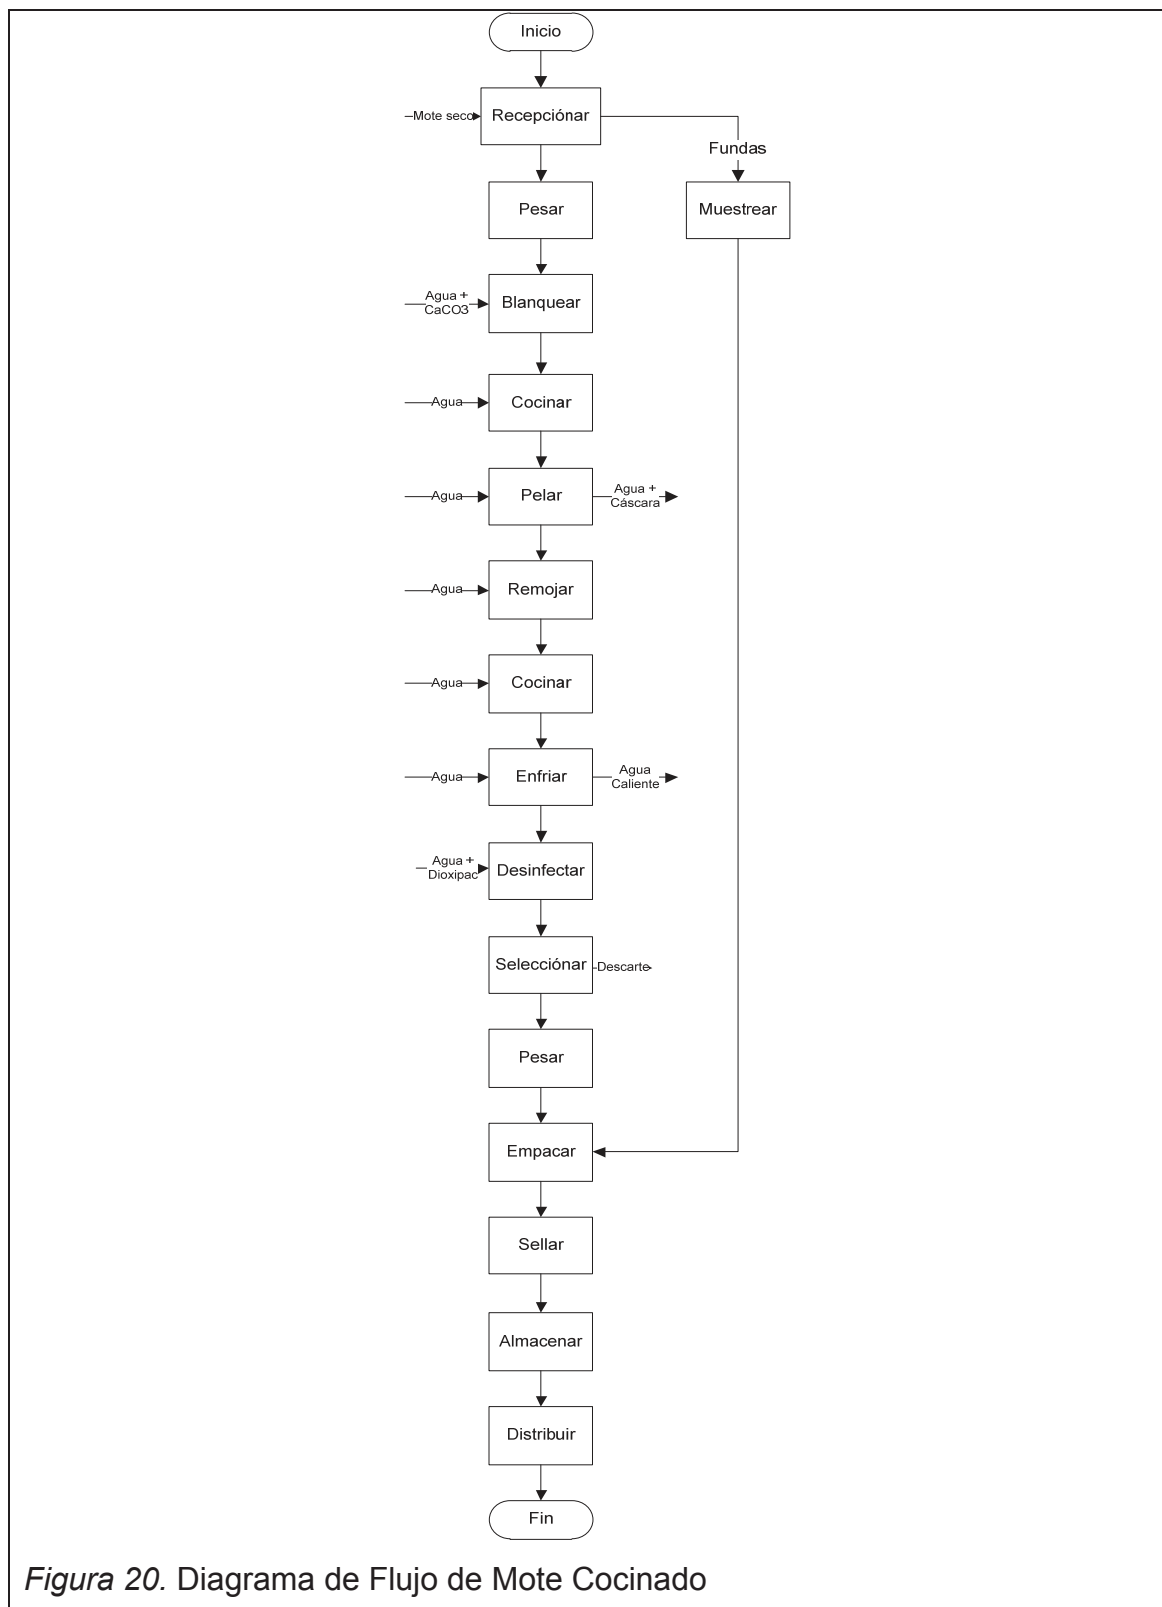 Inicio
Mote seco
Recepciónar
Fundas
Pesar
Muestrear
Agua +
CaCO3
Blanquear
Agua
Cocinar
Agua
Pelar
Agua +
Cáscara
Agua
Remojar
Agua
Cocinar
Agua
Enfriar
Agua
Caliente
Agua +
Dioxipac
Desinfectar
Selecciónar
Descarte
Pesar
Empacar
Sellar
Almacenar
Distribuir
Fin
Figura 20. Diagrama de Flujo de Mote Cocinado